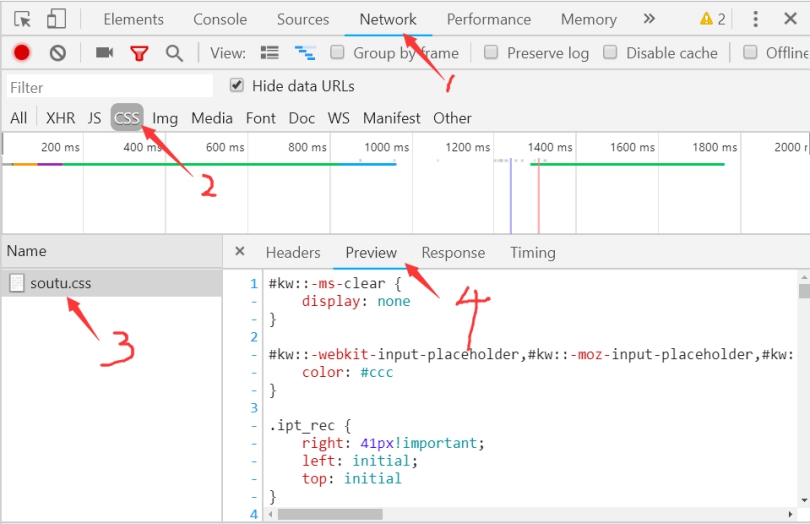 Elements Console Sources Network Performance Memory » 2
View: Group by frame Preserve log Disable cache Offline
1
Filter Hide data URLs
All XHR JS CSS Img Media Font Doc WS Manifest Other
2
200 ms 400 ms 600 ms 800 ms 1000 ms 1200 ms 1400 ms 1600 ms 1800 ms 2000 
Name × Headers Preview Response Timing
soutu.css
3
4
1 #kw::-ms-clear {
- display: none
- }
2
- #kw::-webkit-input-placeholder,#kw::-moz-input-placeholder,#kw:
- color: #ccc
- }
3
- .ipt_rec {
- right: 41px!important;
- left: initial;
- top: initial
- }
4